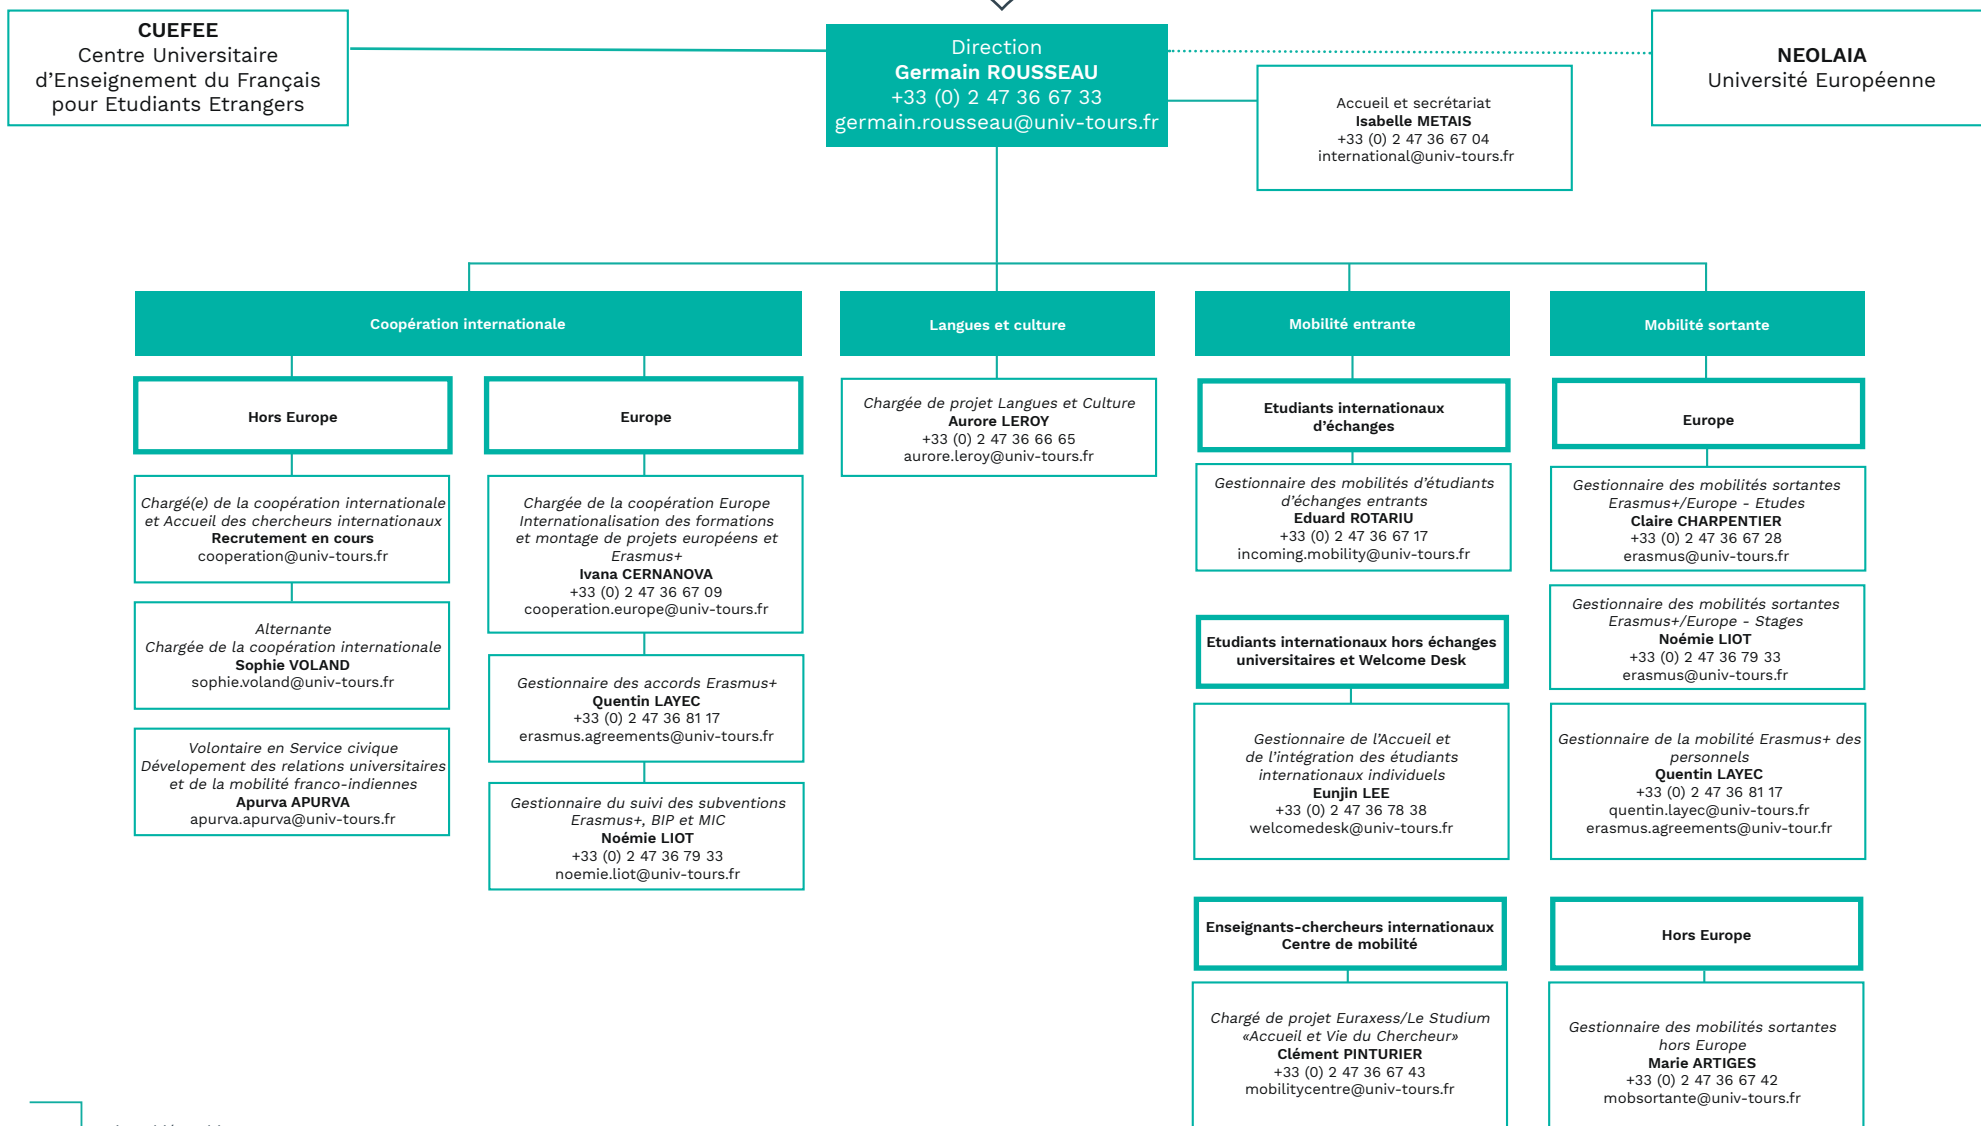 CUEFEE
Centre Universitaire
d’Enseignement du Français
pour Etudiants Etrangers
Direction
Germain ROUSSEAU
+33 (0) 2 47 36 67 33
germain.rousseau@univ-tours.fr
NEOLAIA
Université Européenne
Accueil et secrétariat
Isabelle METAIS
+33 (0) 2 47 36 67 04
international@univ-tours.fr
Coopération internationale
Hors Europe
Chargé(e) de la coopération internationale
et Accueil des chercheurs internationaux
Recrutement en cours
cooperation@univ-tours.fr
Alternante
Chargée de la coopération internationale
Sophie VOLAND
sophie.voland@univ-tours.fr
Volontaire en Service civique
Dévelopement des relations universitaires
et de la mobilité franco-indiennes
Apurva APURVA
apurva.apurva@univ-tours.fr
Europe
Chargée de la coopération Europe
Internationalisation des formations
et montage de projets européens et
Erasmus+
Ivana CERNANOVA
+33 (0) 2 47 36 67 09
cooperation.europe@univ-tours.fr
Gestionnaire des accords Erasmus+
Quentin LAYEC
+33 (0) 2 47 36 81 17
erasmus.agreements@univ-tours.fr
Gestionnaire du suivi des subventions
Erasmus+, BIP et MIC
Noémie LIOT
+33 (0) 2 47 36 79 33
noemie.liot@univ-tours.fr
Langues et culture
Chargée de projet Langues et Culture
Aurore LEROY
+33 (0) 2 47 36 66 65
aurore.leroy@univ-tours.fr
Mobilité entrante
Etudiants internationaux
d’échanges
Gestionnaire des mobilités d’étudiants
d’échanges entrants
Eduard ROTARIU
+33 (0) 2 47 36 67 17
incoming.mobility@univ-tours.fr
Etudiants internationaux hors échanges
universitaires et Welcome Desk
Gestionnaire de l’Accueil et
de l’intégration des étudiants
internationaux individuels
Eunjin LEE
+33 (0) 2 47 36 78 38
welcomedesk@univ-tours.fr
Enseignants-chercheurs internationaux
Centre de mobilité
Chargé de projet Euraxess/Le Studium
«Accueil et Vie du Chercheur»
Clément PINTURIER
+33 (0) 2 47 36 67 43
mobilitycentre@univ-tours.fr
Mobilité sortante
Europe
Gestionnaire des mobilités sortantes
Erasmus+/Europe - Etudes
Claire CHARPENTIER
+33 (0) 2 47 36 67 28
erasmus@univ-tours.fr
Gestionnaire des mobilités sortantes
Erasmus+/Europe - Stages
Noémie LIOT
+33 (0) 2 47 36 79 33
erasmus@univ-tours.fr
Gestionnaire de la mobilité Erasmus+ des
personnels
Quentin LAYEC
+33 (0) 2 47 36 81 17
quentin.layec@univ-tours.fr
erasmus.agreements@univ-tour.fr
Hors Europe
Gestionnaire des mobilités sortantes
hors Europe
Marie ARTIGES
+33 (0) 2 47 36 67 42
mobsortante@univ-tours.fr